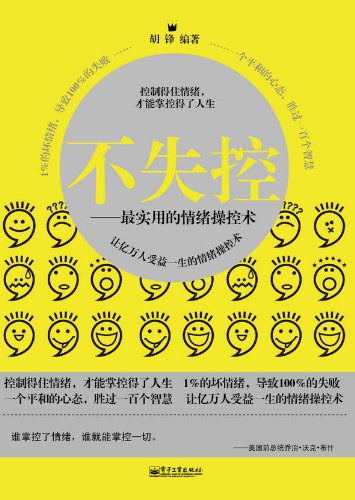 胡 锋 编著
1%的坏情绪，导致100%的失败
一个平和的心态，胜过一百个智慧
控制得住情绪，
才能掌控得了人生
不失控
——最实用的情绪操控术
让亿万人受益一生的情绪操控术
????
????
控制得住情绪，才能掌控得了人生 1%的坏情绪，导致100%的失败
一个平和的心态，胜过一百个智慧 让亿万人受益一生的情绪操控术
谁掌控了情绪，谁就能掌控一切。
——美国前总统乔治·沃克·布什
电子工业出版社